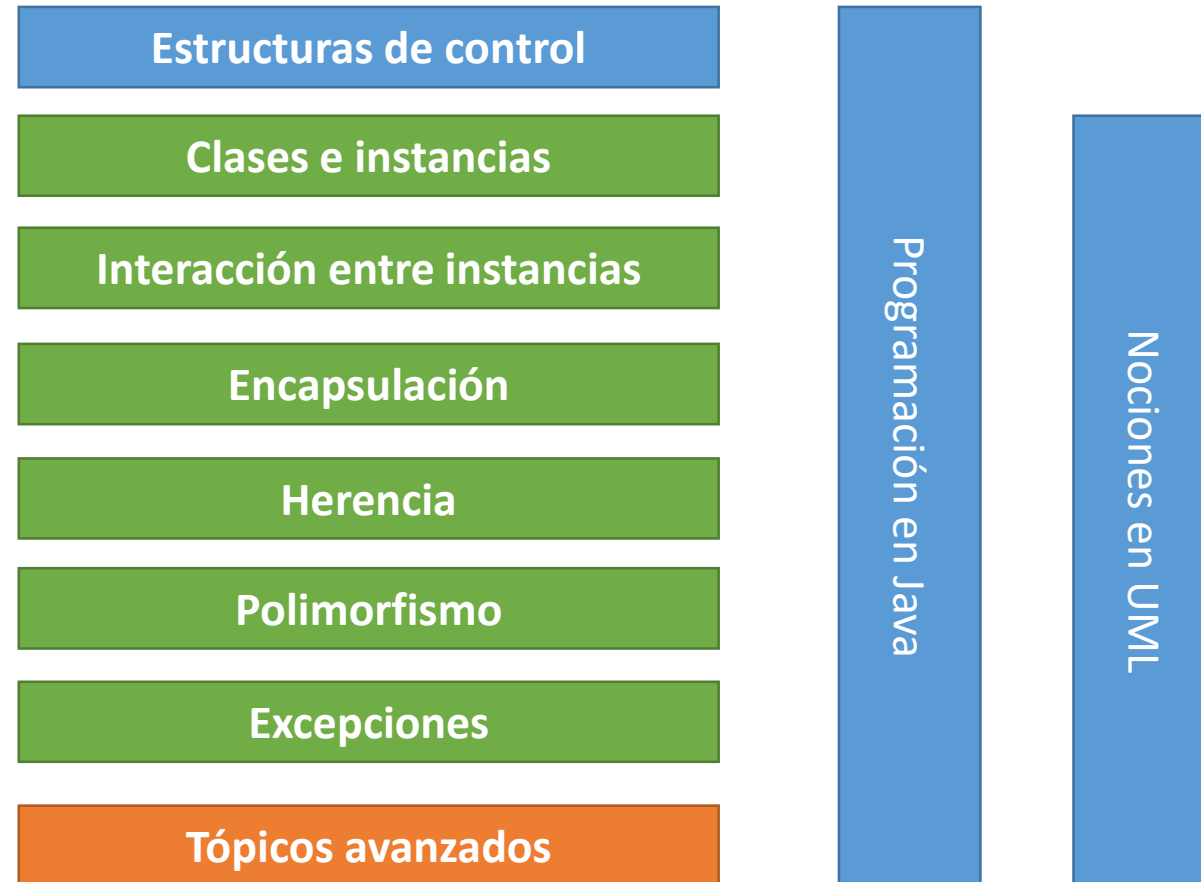 Estructuras de control
Clases e instancias
Interacción entre instancias
Encapsulación
Herencia
Polimorfismo
Excepciones
Tópicos avanzados
Programación en Java
Nociones en UML